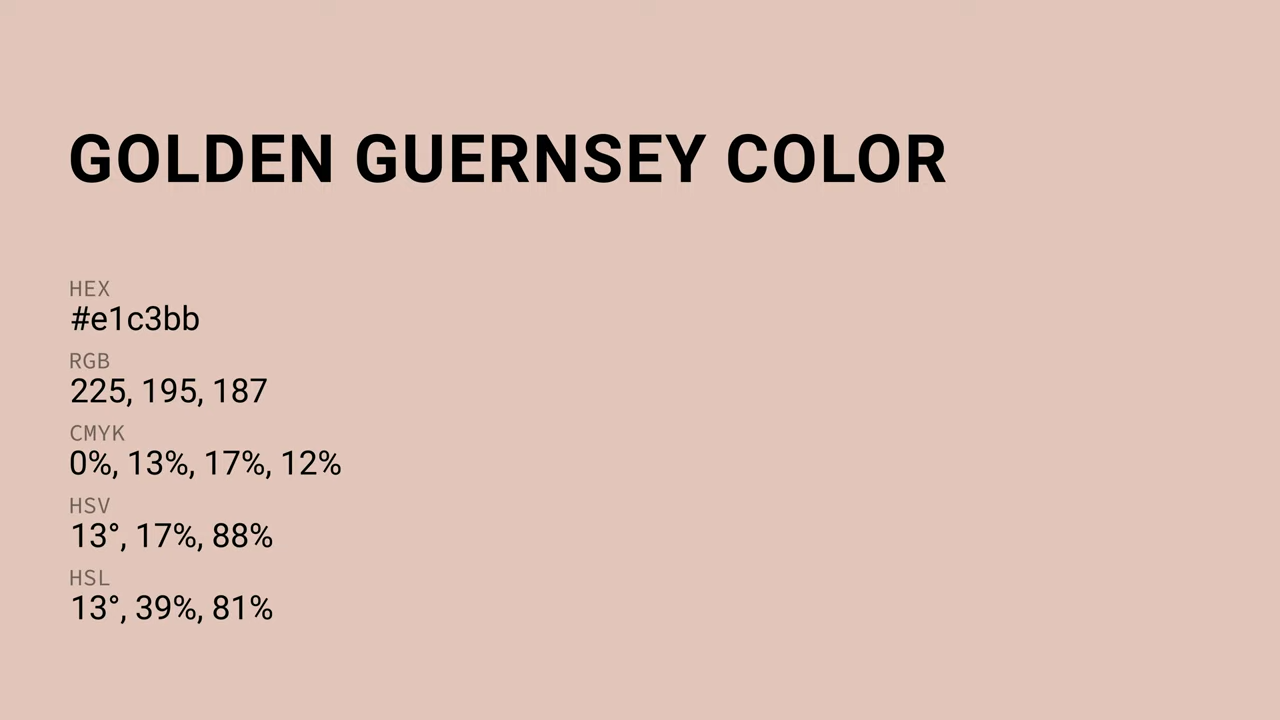 GOLDEN GUERNSEY COLOR
HEX
#e1c3bb
RGB
225, 195, 187
CMYK
0%, 13%, 17%, 12%
HSV
13°, 17%, 88%
HSL
13°, 39%, 81%